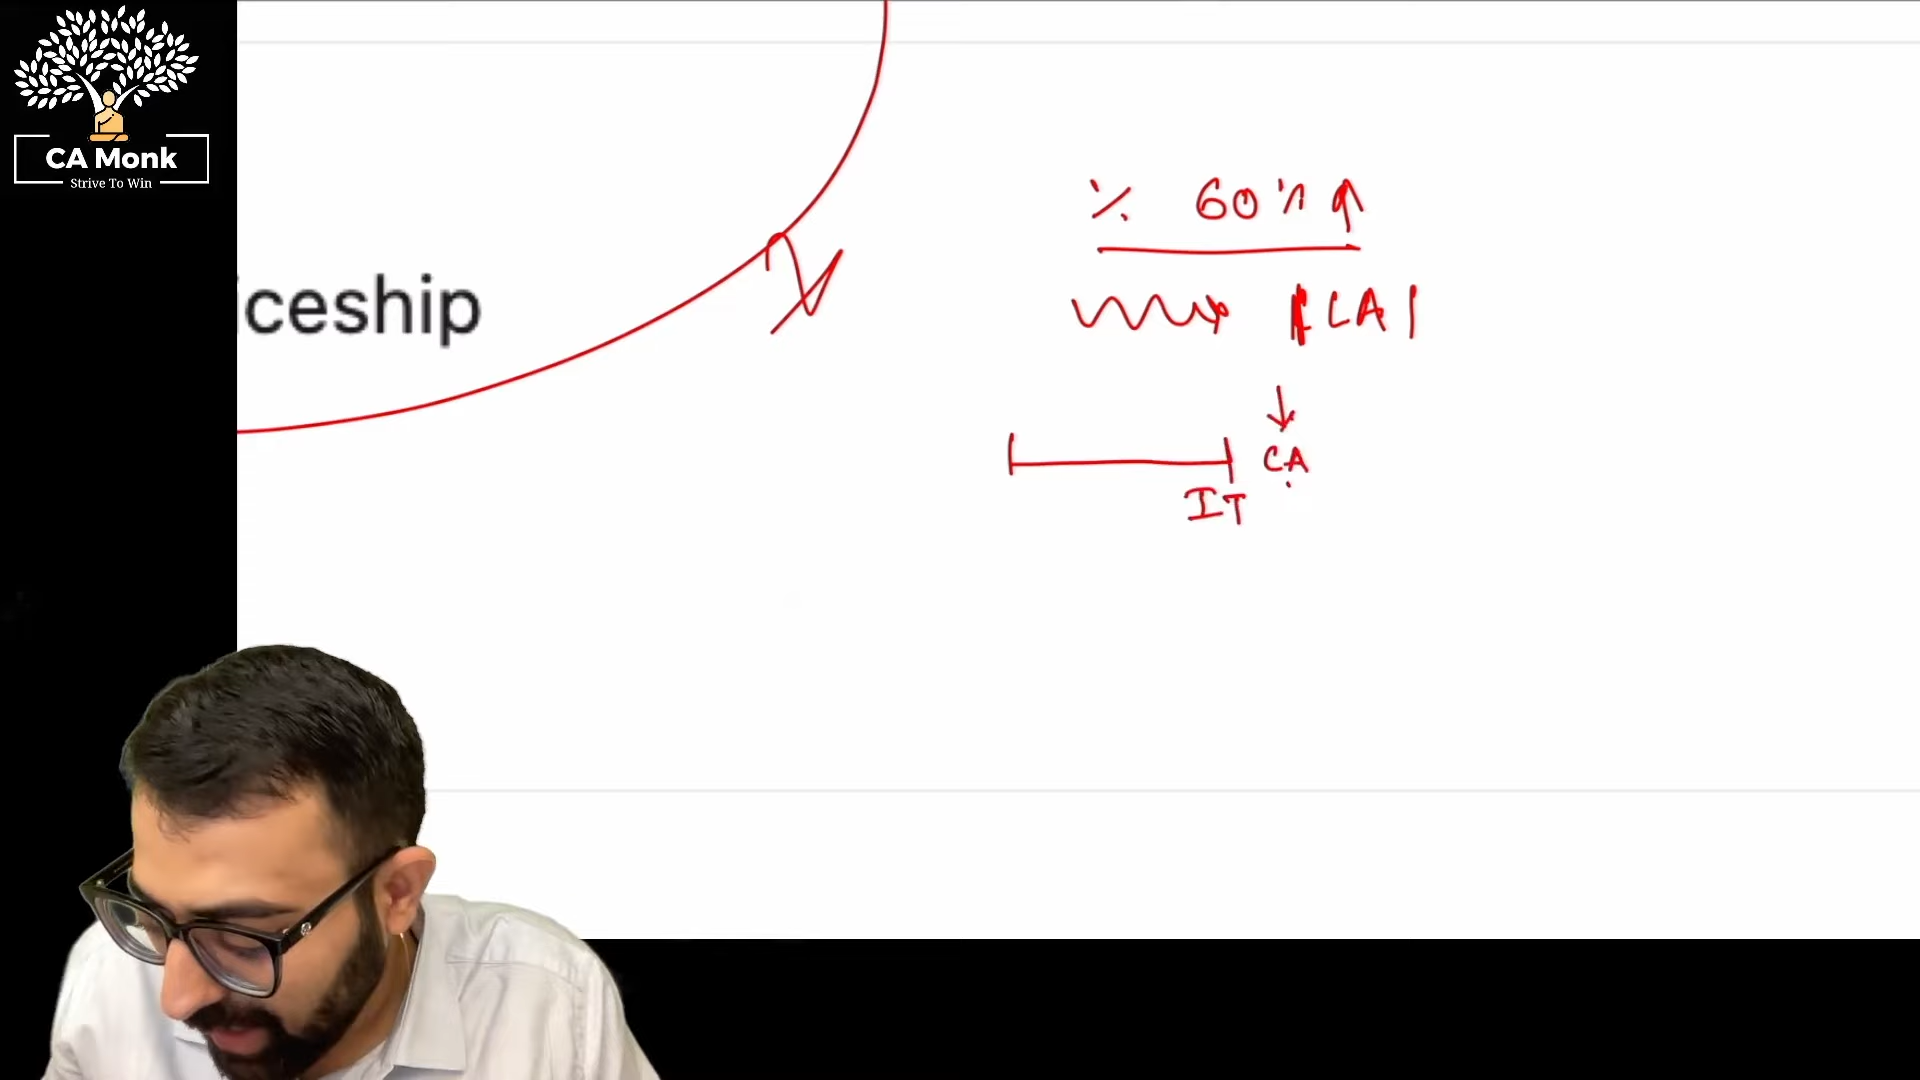 CA Monk
Strive To Win
% 60% ↑
iceship
ICAI
↓
CA
IT